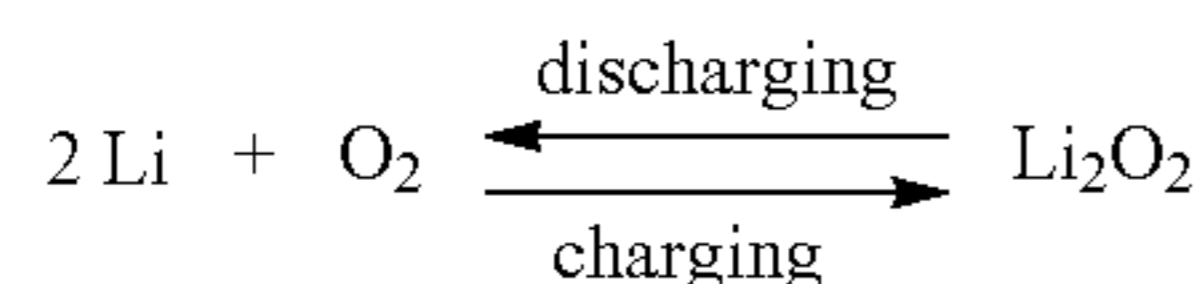 discharging
2 Li + O₂ Li₂O₂
charging